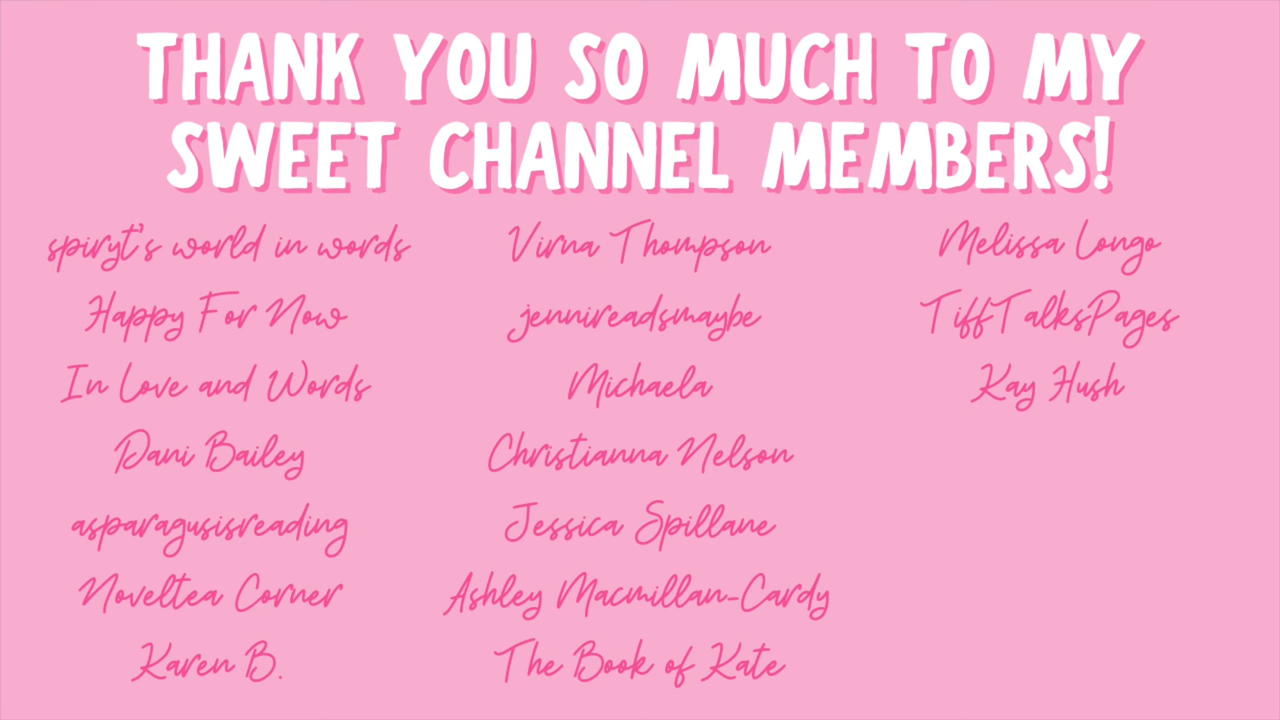 THANK YOU SO MUCH TO MY
SWEET CHANNEL MEMBERS!
spiryt's world in words
Happy For Now
In Love and Words
Dani Bailey
asparagusisreading
Noveltea Corner
Karen B.
Virna Thompson
jennireadsmaybe
Michaela
Christianna Nelson
Jessica Spillane
Ashley Macmillan-Cardy
The Book of Kate
Melissa Longo
TiffTalksPages
Kay Hush